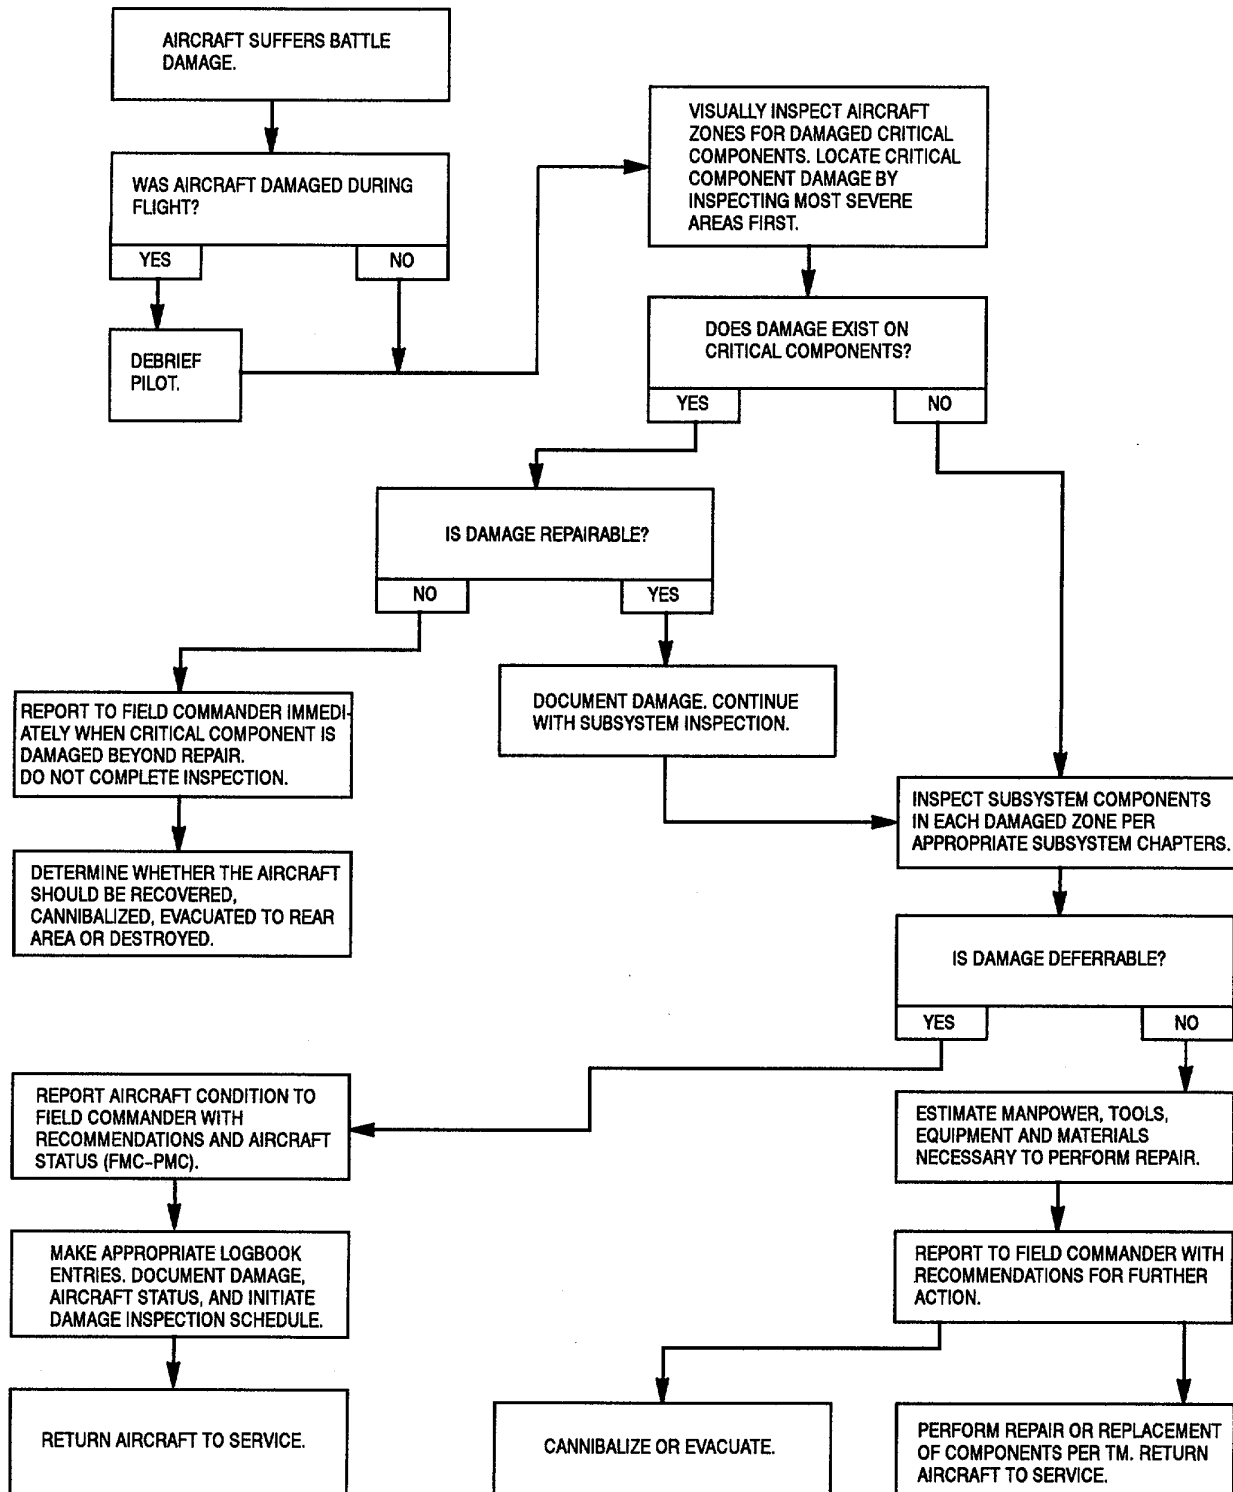 AIRCRAFT SUFFERS BATTLE
DAMAGE.
WAS AIRCRAFT DAMAGED DURING
FLIGHT?
YES
NO
DEBRIEF
PILOT.
VISUALLY INSPECT AIRCRAFT
ZONES FOR DAMAGED CRITICAL
COMPONENTS. LOCATE CRITICAL
COMPONENT DAMAGE BY
INSPECTING MOST SEVERE
AREAS FIRST.
DOES DAMAGE EXIST ON
CRITICAL COMPONENTS?
YES
NO
IS DAMAGE REPAIRABLE?
NO
YES
REPORT TO FIELD COMMANDER IMMEDI-
ATELY WHEN CRITICAL COMPONENT IS
DAMAGED BEYOND REPAIR.
DO NOT COMPLETE INSPECTION.
DETERMINE WHETHER THE AIRCRAFT
SHOULD BE RECOVERED,
CANNIBALIZED, EVACUATED TO REAR
AREA OR DESTROYED.
DOCUMENT DAMAGE. CONTINUE
WITH SUBSYSTEM INSPECTION.
INSPECT SUBSYSTEM COMPONENTS
IN EACH DAMAGED ZONE PER
APPROPRIATE SUBSYSTEM CHAPTERS.
IS DAMAGE DEFERRABLE?
YES
NO
REPORT AIRCRAFT CONDITION TO
FIELD COMMANDER WITH
RECOMMENDATIONS AND AIRCRAFT
STATUS (FMC-PMC).
MAKE APPROPRIATE LOGBOOK
ENTRIES. DOCUMENT DAMAGE,
AIRCRAFT STATUS, AND INITIATE
DAMAGE INSPECTION SCHEDULE.
RETURN AIRCRAFT TO SERVICE.
ESTIMATE MANPOWER, TOOLS,
EQUIPMENT AND MATERIALS
NECESSARY TO PERFORM REPAIR.
REPORT TO FIELD COMMANDER WITH
RECOMMENDATIONS FOR FURTHER
ACTION.
CANNIBALIZE OR EVACUATE.
PERFORM REPAIR OR REPLACEMENT
OF COMPONENTS PER TM. RETURN
AIRCRAFT TO SERVICE.